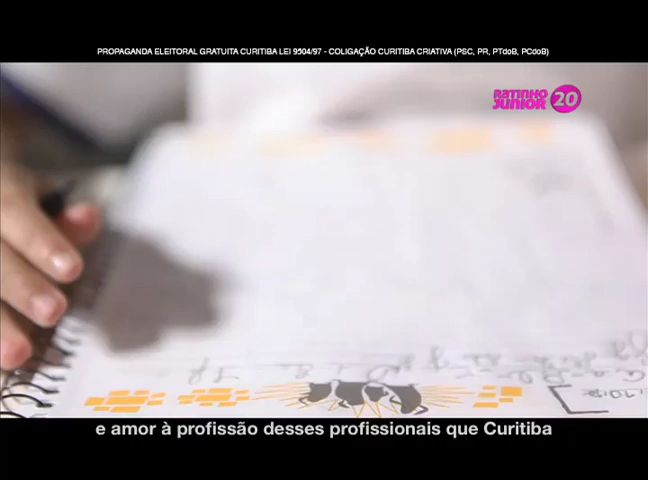 PROPAGANDA ELEITORAL GRATUITA CURITIBA LEI 9504/97 - COLIGAÇÃO CURITIBA CRIATIVA (PSC, PR, PTdoB, PCdoB)
RATINHO
JUNIOR 20
e amor à profissão desses profissionais que Curitiba